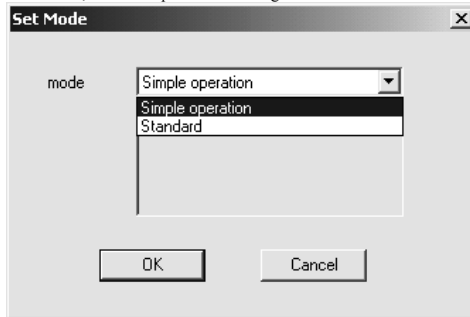 Set Mode
mode
Simple operation
Simple operation
Standard
OK Cancel